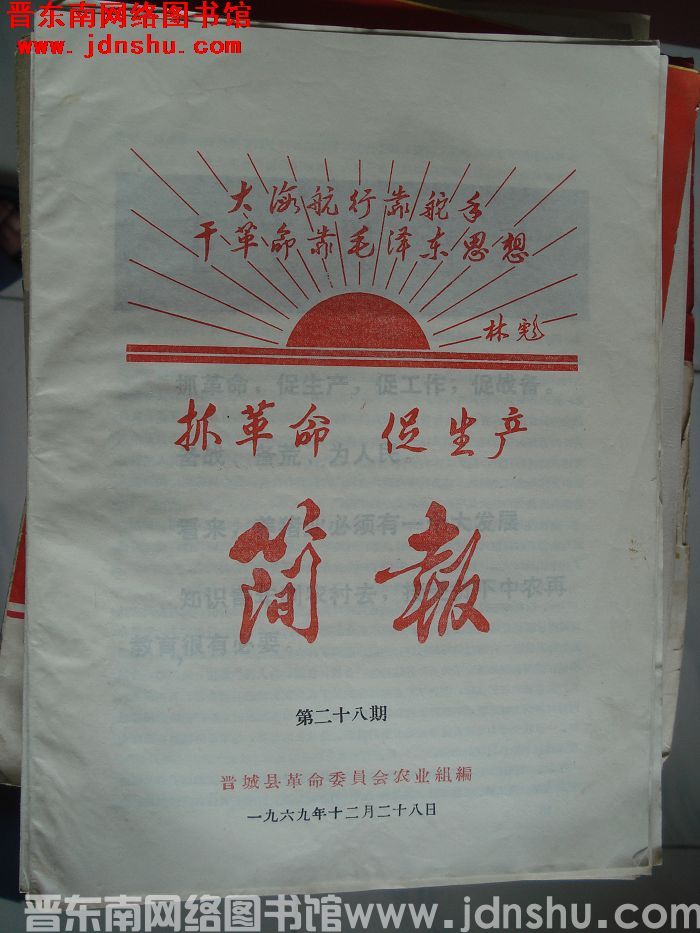 晋东南网络图书馆
www.jdnshu.com
大海航行靠舵手
干革命靠毛泽东思想
林彪
抓革命，促生产，促工作，促战备。
抓革命 促生产
备战、备荒、为人民。
简報
看来，必须有一大发展
知识青年到农村去，下中农再
教育很有必要。
第二十八期
晋城县革命委員会农业組編
一九六九年十二月二十八日
晋东南网络图书馆www.jdnshu.com